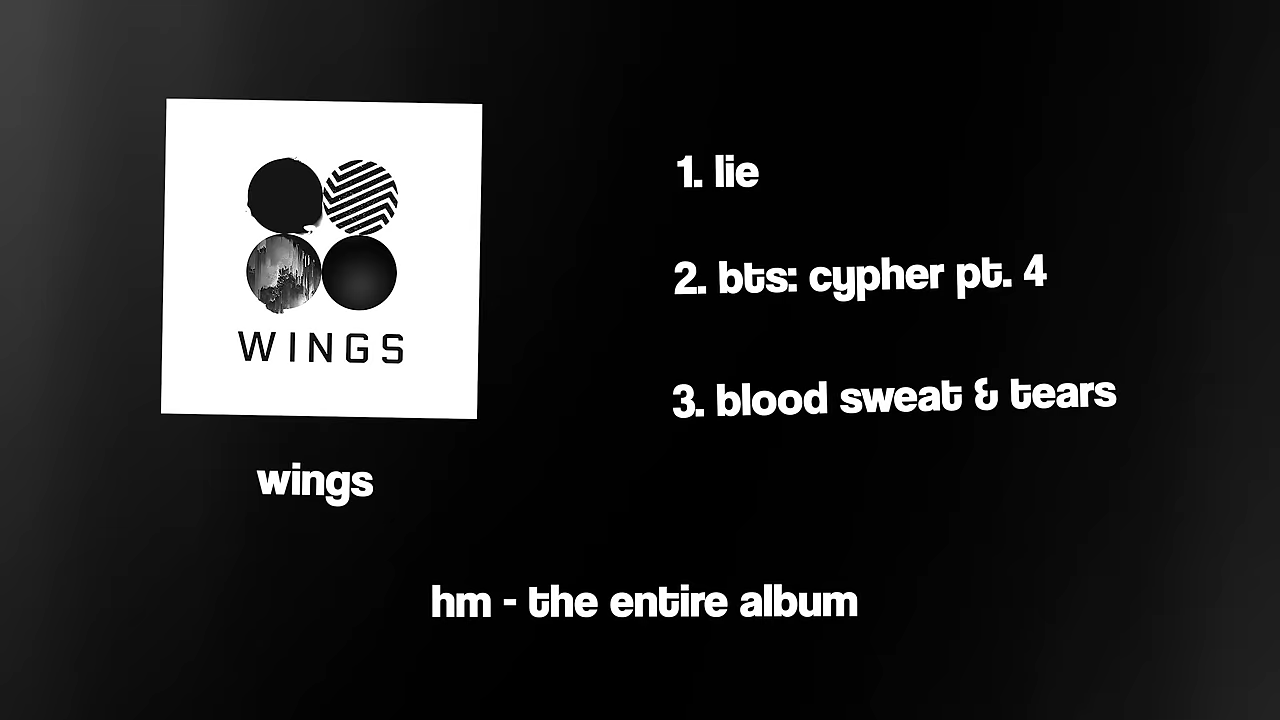 WINGS
wings
1. lie
2. bts: cypher pt. 4
3. blood sweat & tears
hm - the entire album